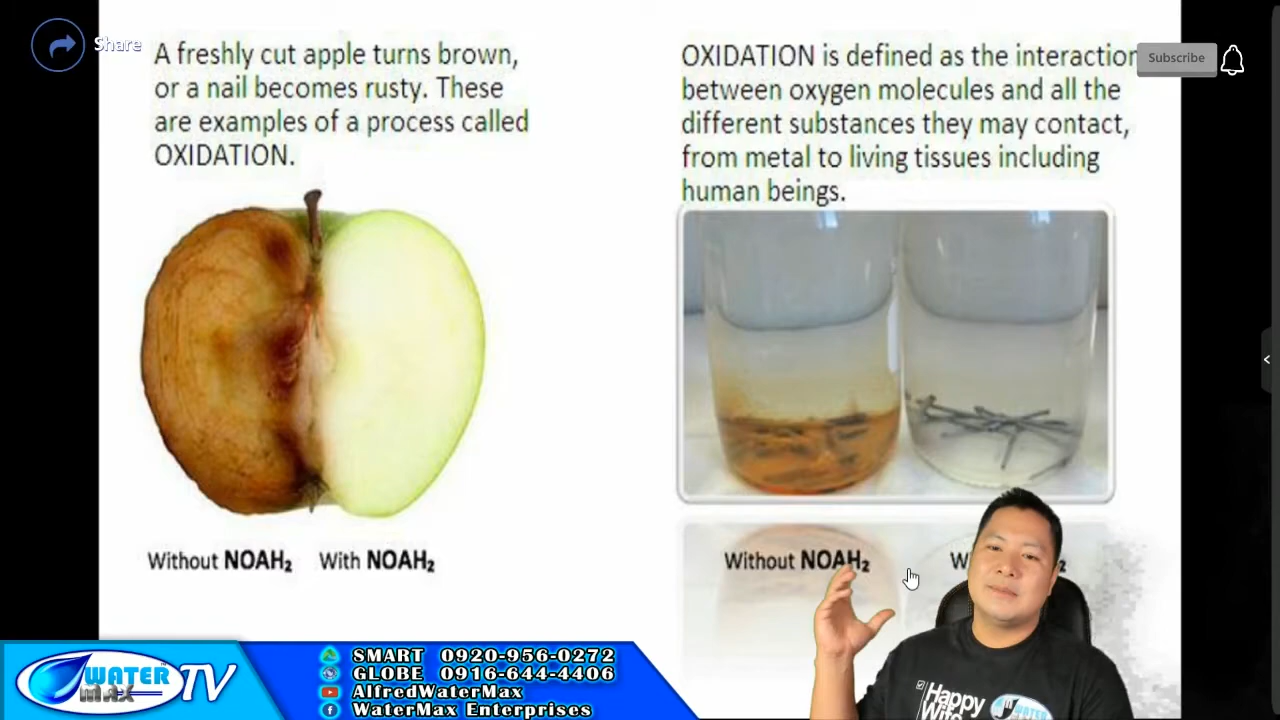 Share
A freshly cut apple turns brown,
or a nail becomes rusty. These
are examples of a process called
OXIDATION.
OXIDATION is defined as the interaction
between oxygen molecules and all the
different substances they may contact,
from metal to living tissues including
human beings.
Subscribe
Without NOAH₂ With NOAH₂
Without NOAH₂
WATER
max
TV
SMART 0920-956-0272
GLOBE 0916-644-4406
AlfredWaterMax
WaterMax Enterprises
Happy
WATER